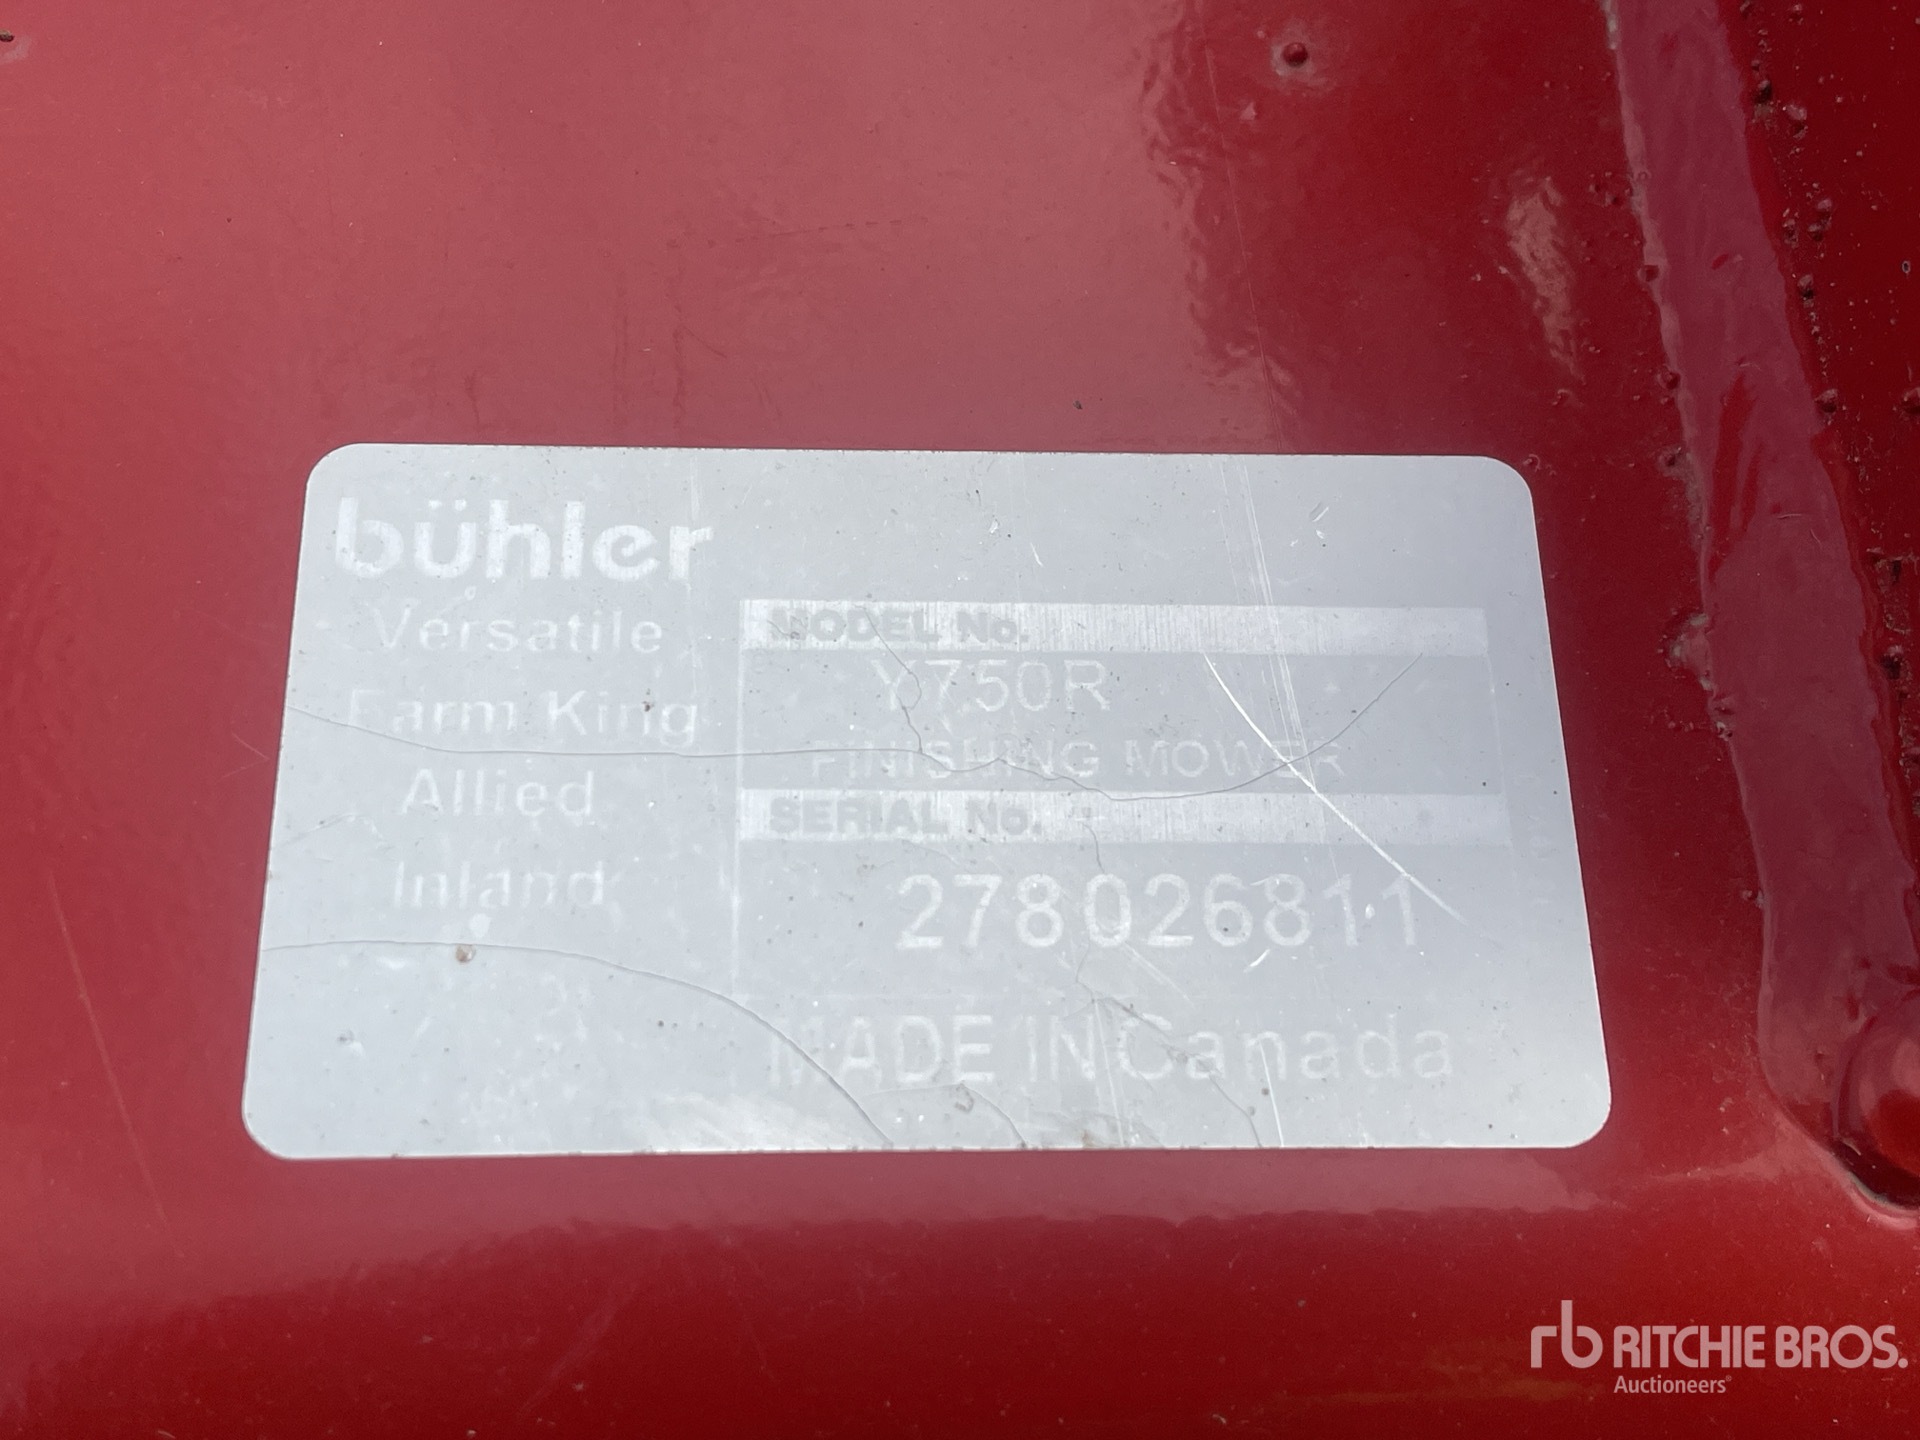 bühler
Versatile
Farm King
Allied
Inland
MODEL No.
Y750R
FINISHING MOWER
SERIAL No.
278026811
MADE IN Canada
rb RITCHIE BROS.
Auctioneers